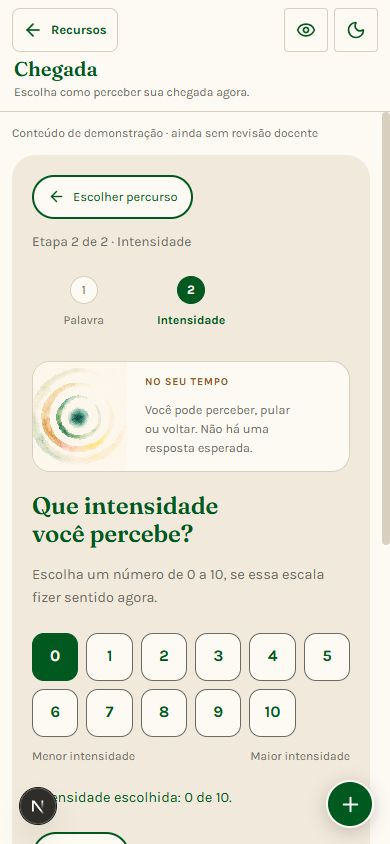 Recursos
Chegada
Escolha como perceber sua chegada agora.
Conteúdo de demonstração · ainda sem revisão docente
Escolher percurso
Etapa 2 de 2 · Intensidade
1
2
Palavra
Intensidade
NO SEU TEMPO
Você pode perceber, pular
ou voltar. Não há uma
resposta esperada.
Que intensidade
você percebe?
Escolha um número de 0 a 10, se essa escala
fizer sentido agora.
0 1 2 3 4 5
6 7 8 9 10
Menor intensidade
Maior intensidade
ensidade escolhida: 0 de 10.
N